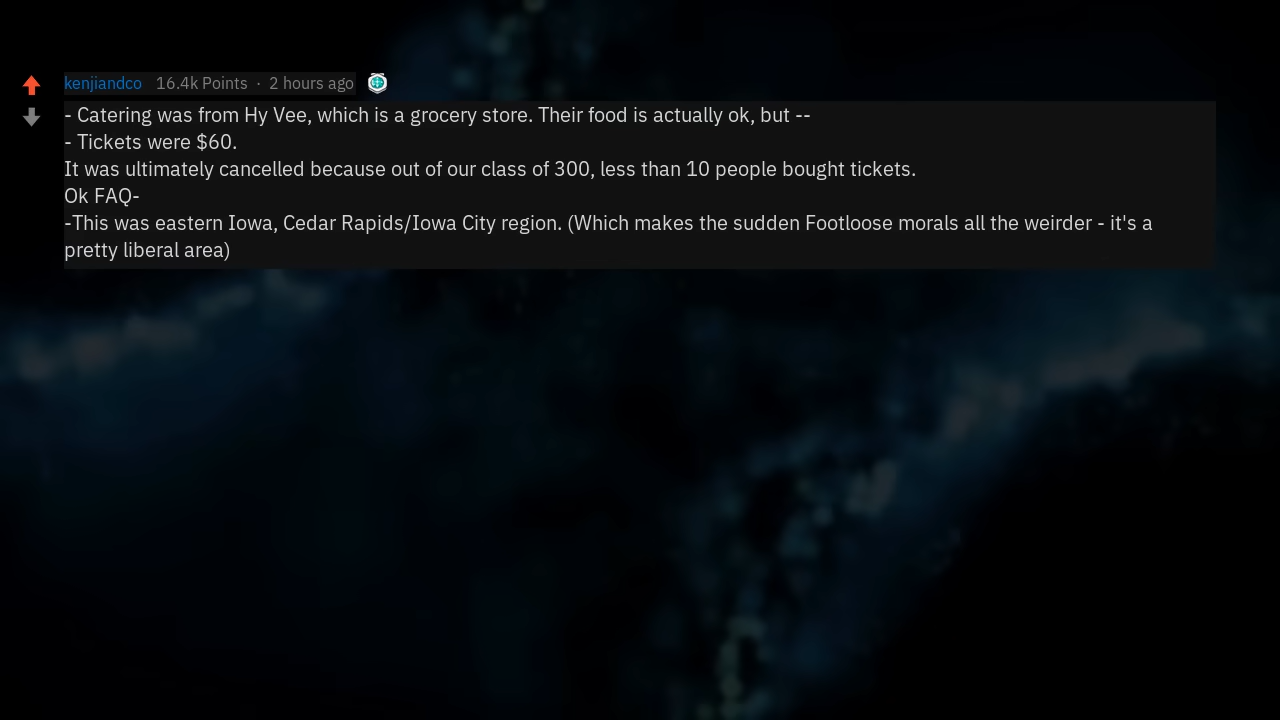 kenjiandco 16.4k Points · 2 hours ago
- Catering was from Hy Vee, which is a grocery store. Their food is actually ok, but --
- Tickets were $60.
It was ultimately cancelled because out of our class of 300, less than 10 people bought tickets.
Ok FAQ-
-This was eastern Iowa, Cedar Rapids/Iowa City region. (Which makes the sudden Footloose morals all the weirder - it's a
pretty liberal area)